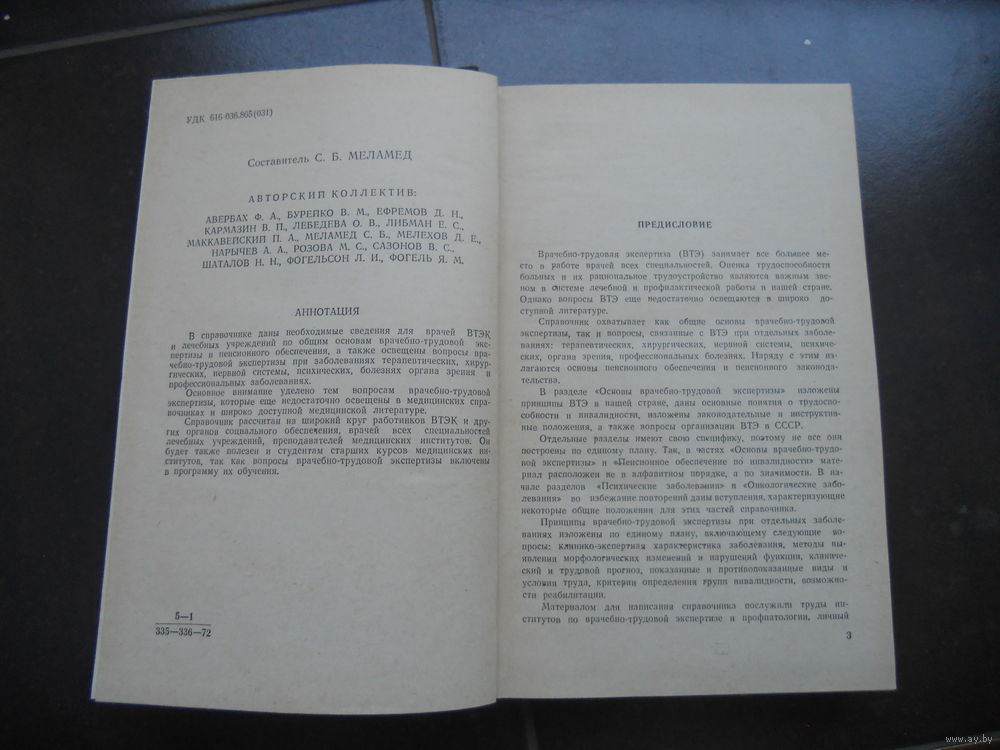 УДК 616-036.865(031)
Составитель С. Б. МЕЛАМЕД
АВТОРСКИЙ КОЛЛЕКТИВ:
АВЕРБАХ Ф. А., БУРЕЙКО В. М., ЕФРЕМОВ Д. Н.,
КАРМАЗИН В. П., ЛЕБЕДЕВА О. В., ЛИБМАН Е. С.,
МАККАВЕЙСКИЙ П. А., МЕЛАМЕД С. Б., МЕЛЕХОВ Д. Е.,
НАРЫЧЕВ А. А., РОЗОВА М. С., САЗОНОВ В. С.,
ШАТАЛОВ Н. Н., ФОГЕЛЬСОН Л. И., ФОГЕЛЬ Я. М.
АННОТАЦИЯ
В справочнике даны необходимые сведения для врачей ВТЭК
и лечебных учреждений по общим основам врачебно-трудовой экс-
пертизы и пенсионного обеспечения, а также освещены вопросы вра-
чебно-трудовой экспертизы при заболеваниях терапевтических, хирур-
гических, нервной системы, психических, болезнях органа зрения и
профессиональных заболеваниях.
Основное внимание уделено тем вопросам врачебно-трудовой
экспертизы, которые еще недостаточно освещены в медицинских спра-
вочниках и широко доступной медицинской литературе.
Справочник рассчитан на широкий круг работников ВТЭК и дру-
гих органов социального обеспечения, врачей всех специальностей
лечебных учреждений, преподавателей медицинских институтов. Он
будет также полезен и студентам старших курсов медицинских ин-
ститутов, так как вопросы врачебно-трудовой экспертизы включены
в программу их обучения.
5—1
335—336—72
ПРЕДИСЛОВИЕ
Врачебно-трудовая экспертиза (ВТЭ) занимает все большее ме-
сто в работе врачей всех специальностей. Оценка трудоспособности
больных и их рациональное трудоустройство являются важным зве-
ном в системе лечебной и профилактической работы в нашей стране.
Однако вопросы ВТЭ еще недостаточно освещаются в широко до-
ступной литературе.
Справочник охватывает как общие основы врачебно-трудовой
экспертизы, так и вопросы, связанные с ВТЭ при отдельных заболе-
ваниях: терапевтических, хирургических, нервной системы, психиче-
ских, органа зрения, профессиональных болезнях. Наряду с этим из-
лагаются основы пенсионного обеспечения и пенсионного законода-
тельства.
В разделе «Основы врачебно-трудовой экспертизы» изложены
принципы ВТЭ в нашей стране, даны основные понятия о трудоспо-
собности и инвалидности, изложены законодательные и инструктив-
ные положения, а также вопросы организации ВТЭ в СССР.
Отдельные разделы имеют свою специфику, поэтому не все они
построены по единому плану. Так, в частях «Основы врачебно-трудо-
вой экспертизы» и «Пенсионное обеспечение по инвалидности» мате-
риал расположен не в алфавитном порядке, а по значимости. В на-
чале разделов «Психические заболевания» и «Онкологические забо-
левания» во избежание повторений даны вступления, характеризующие
некоторые общие положения для этих частей справочника.
Принципы врачебно-трудовой экспертизы при отдельных заболе-
ваниях изложены по единому плану, включающему следующие во-
просы: клинико-экспертная характеристика заболевания, методы вы-
явления морфологических изменений и нарушений функции, клиниче-
ский и трудовой прогноз, показанные и противопоказанные виды и
условия труда, критерии определения групп инвалидности, возможно-
сти реабилитации.
Материалом для написания справочника послужили труды ин-
ститутов по врачебно-трудовой экспертизе и профпатологии, личный
3
www.ay.by